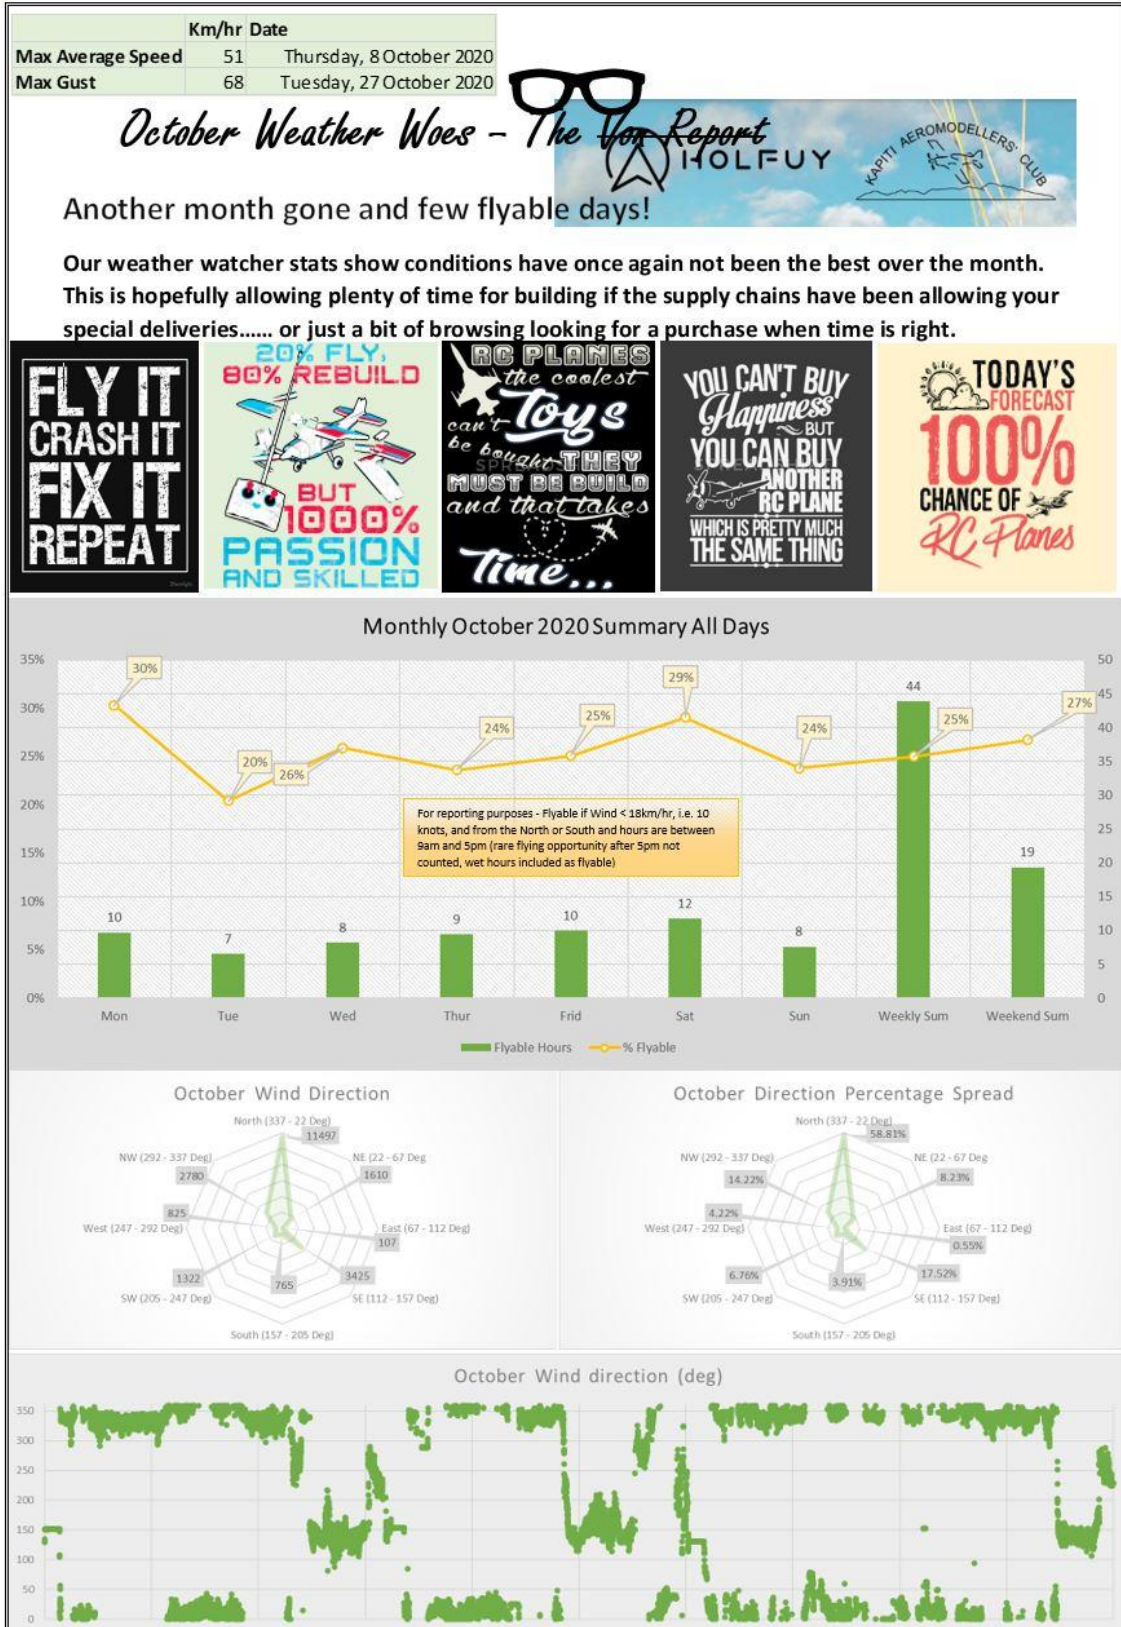 Km/hr Date
Max Average Speed 51 Thursday, 8 October 2020
Max Gust 68 Tuesday, 27 October 2020
October Weather Woes - The Vox Report
HOLFUY
KAPITI AEROMODELLERS' CLUB
Another month gone and few flyable days!
Our weather watcher stats show conditions have once again not been the best over the month.
This is hopefully allowing plenty of time for building if the supply chains have been allowing your
special deliveries...... or just a bit of browsing looking for a purchase when time is right.
FLY IT
CRASH IT
FIX IT
REPEAT
20% FLY,
80% REBUILD
BUT
1000%
PASSION
AND SKILLED
RC PLANES
the coolest
Toys
can't
be bought THEY
MUST BE BUILD
and that takes
Time...
YOU CAN'T BUY
Happiness
BUT
YOU CAN BUY
ANOTHER
RC PLANE
WHICH IS PRETTY MUCH
THE SAME THING
TODAY'S
FORECAST
100%
CHANCE OF
RC Planes
Monthly October 2020 Summary All Days
35% 50
30% 29% 44 45
30% 27% 40
25% 24% 25% 24% 25% 35
20% 26% 30
20% 25
For reporting purposes - Flyable if Wind < 18km/hr, i.e. 10
knots, and from the North or South and hours are between
9am and 5pm (rare flying opportunity after 5pm not
counted, wet hours included as flyable)
15% 20
19
10% 15
10 7 8 9 10 12 8 10
5% 5
0% 0
Mon Tue Wed Thur Frid Sat Sun Weekly Sum Weekend Sum
Flyable Hours % Flyable
October Wind Direction
North (337 - 22 Deg)
11497
NW (292 - 337 Deg) NE (22 - 67 Deg
2780 1610
825
West (247 - 292 Deg) East (67 - 112 Deg)
107
1322 765 3425
SW (205 - 247 Deg) SE (112 - 157 Deg)
South (157 - 205 Deg)
October Direction Percentage Spread
North (337 - 22 Deg)
58.81%
NW (292 - 337 Deg) NE (22 - 67 Deg
14.22% 8.23%
4.22%
West (247 - 292 Deg) East (67 - 112 Deg)
0.55%
6.76% 3.91% 17.52%
SW (205 - 247 Deg) SE (112 - 157 Deg)
South (157 - 205 Deg)
October Wind direction (deg)
350
300
250
200
150
100
50
0